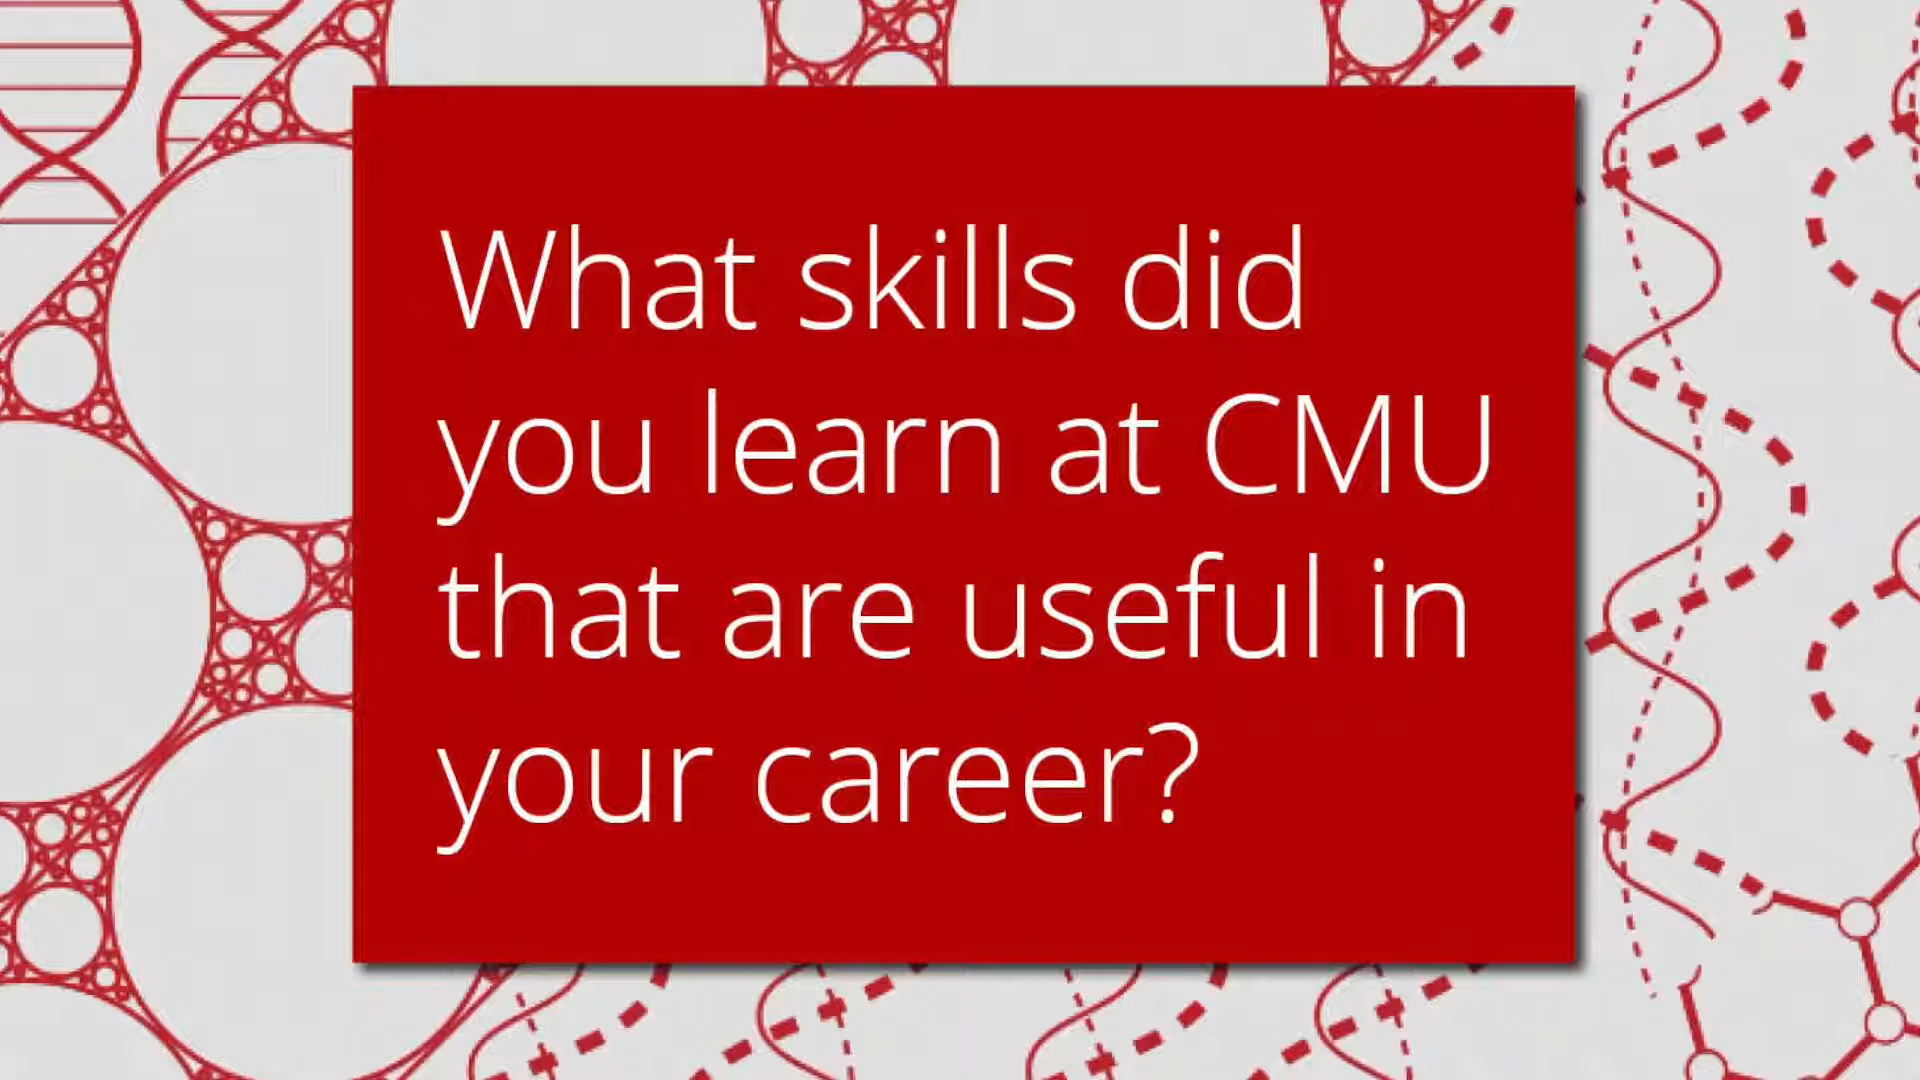 What skills did
you learn at CMU
that are useful in
your career?